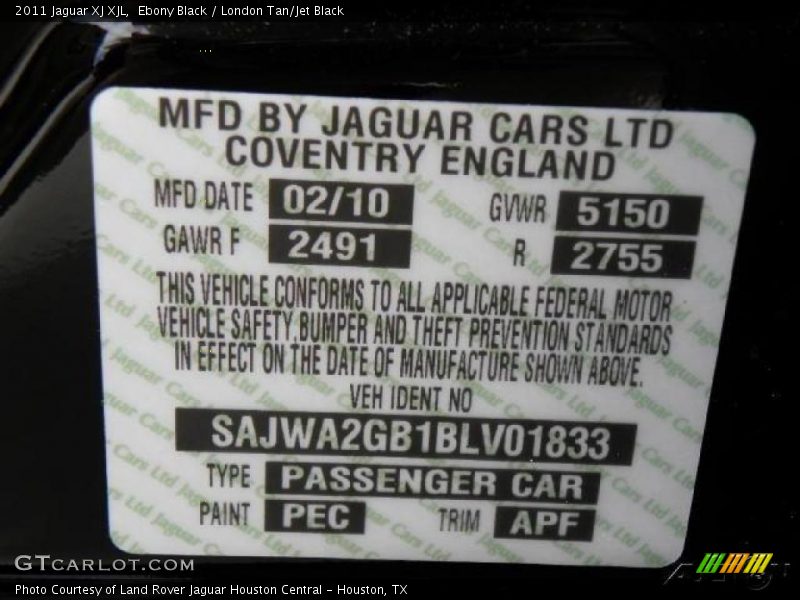 2011 Jaguar XJ XJL, Ebony Black / London Tan/Jet Black
MFD BY JAGUAR CARS LTD
COVENTRY ENGLAND
MFD DATE 02/10 GVWR 5150
GAWR F 2491 R 2755
THIS VEHICLE CONFORMS TO ALL APPLICABLE FEDERAL MOTOR
VEHICLE SAFETY,BUMPER AND THEFT PREVENTION STANDARDS
IN EFFECT ON THE DATE OF MANUFACTURE SHOWN ABOVE.
VEH IDENT NO
SAJWA2GB1BLV01833
TYPE PASSENGER CAR
PAINT PEC TRIM APF
GTCARLOT.COM
Photo Courtesy of Land Rover Jaguar Houston Central - Houston, TX